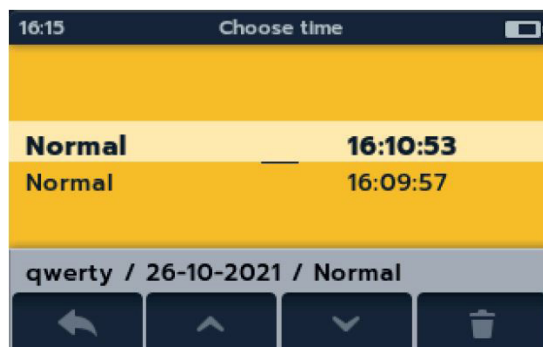 16:15 Choose time
Normal 16:10:53
Normal 16:09:57
qwerty / 26-10-2021 / Normal